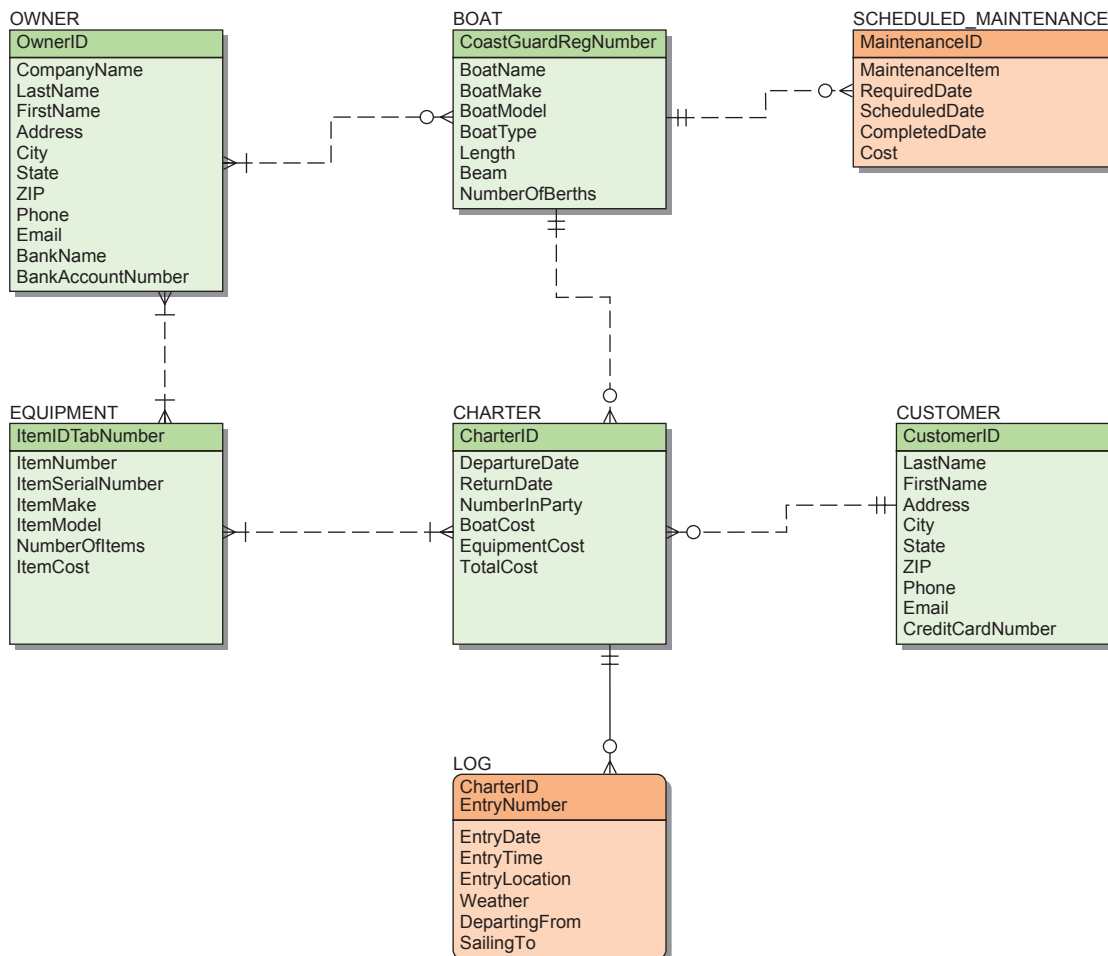 OWNER
OwnerID
CompanyName
LastName
FirstName
Address
City
State
ZIP
Phone
Email
BankName
BankAccountNumber
BOAT
CoastGuardRegNumber
BoatName
BoatMake
BoatModel
BoatType
Length
Beam
NumberOfBerths
SCHEDULED_MAINTENANCE
MaintenanceID
MaintenanceItem
RequiredDate
ScheduledDate
CompletedDate
Cost
EQUIPMENT
ItemIDTabNumber
ItemNumber
ItemSerialNumber
ItemMake
ItemModel
NumberOfItems
ItemCost
CHARTER
CharterID
DepartureDate
ReturnDate
NumberInParty
BoatCost
EquipmentCost
TotalCost
CUSTOMER
CustomerID
LastName
FirstName
Address
City
State
ZIP
Phone
Email
CreditCardNumber
LOG
CharterID
EntryNumber
EntryDate
EntryTime
EntryLocation
Weather
DepartingFrom
SailingTo